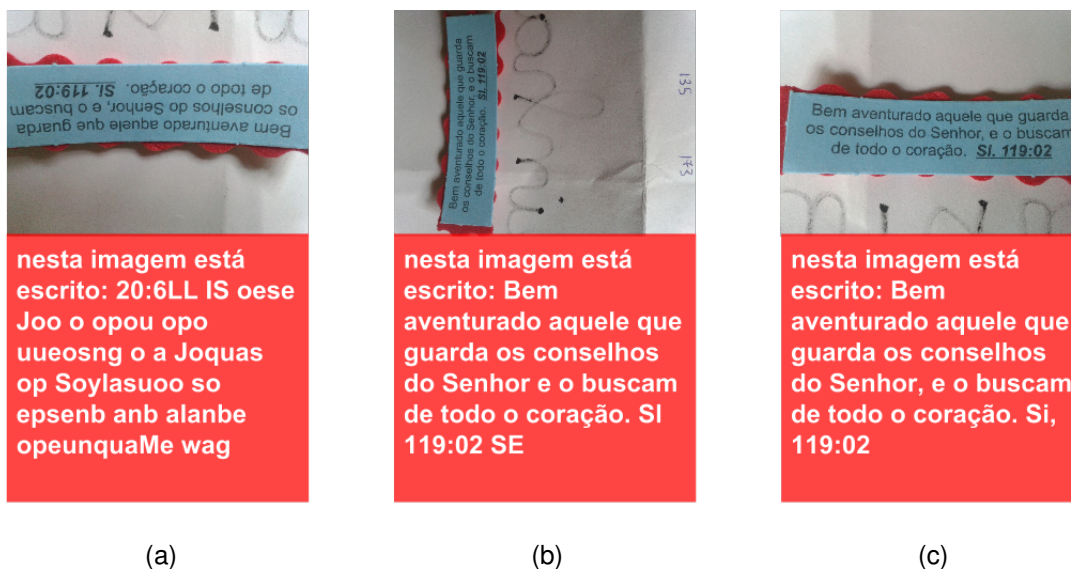 Bem aventurado aquele que guarda
os conselhos do Senhor, e o buscam
de todo o coração. Sl. 119:02
nesta imagem está
escrito: 20:6LL IS oese
Joo o opou opo
uueosng o a Joquas
op Soylasuoo so
epsenb anb alanbe
opeunquaMe wag
(a)
Bem aventurado aquele que guarda
os conselhos do Senhor, e o buscam
de todo o coração. Sl. 119:02
135
173
nesta imagem está
escrito: Bem
aventurado aquele que
guarda os conselhos
do Senhor e o buscam
de todo o coração. Sl
119:02 SE
(b)
Bem aventurado aquele que guarda
os conselhos do Senhor, e o buscam
de todo o coração. Sl. 119:02
nesta imagem está
escrito: Bem
aventurado aquele que
guarda os conselhos
do Senhor, e o buscam
de todo o coração. Si,
119:02
(c)